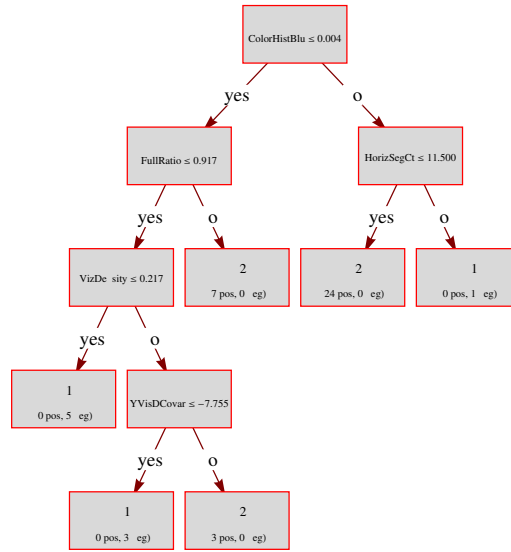 ColorHistBlu ≤ 0.004
yes
o
FullRatio ≤ 0.917
HorizSegCt ≤ 11.500
yes
o
yes
o
VizDe sity ≤ 0.217
2
7 pos, 0 eg)
2
24 pos, 0 eg)
1
0 pos, 1 eg)
yes
o
1
0 pos, 5 eg)
YVisDCovar ≤ −7.755
yes
o
1
0 pos, 3 eg)
2
3 pos, 0 eg)